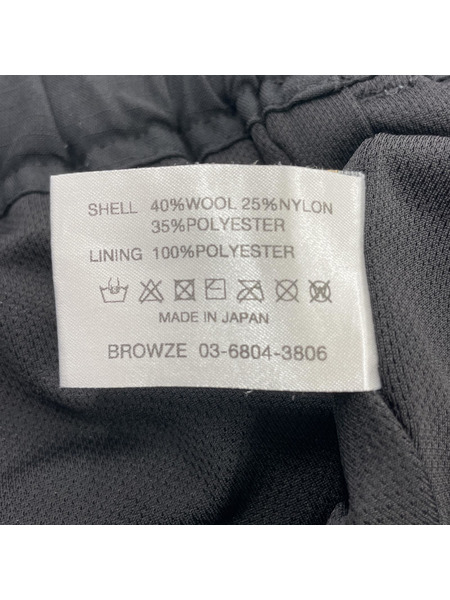 SHELL 40%WOOL 25%NYLON
35%POLYESTER
LINING 100%POLYESTER
MADE IN JAPAN
BROWZE 03-6804-3806